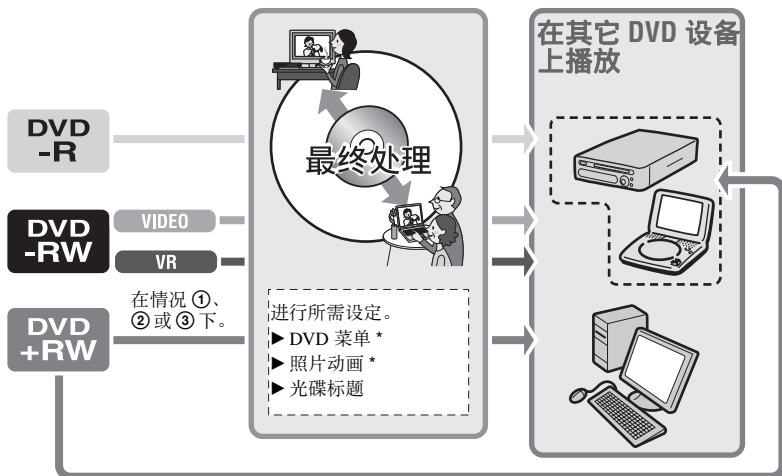 DVD
-R
DVD
-RW
VIDEO
VR
DVD
+RW
在情况 ①、
② 或 ③ 下。
最终处理
进行所需设定。
▶ DVD 菜单 *
▶ 照片动画 *
▶ 光碟标题
在其它 DVD 设备
上播放